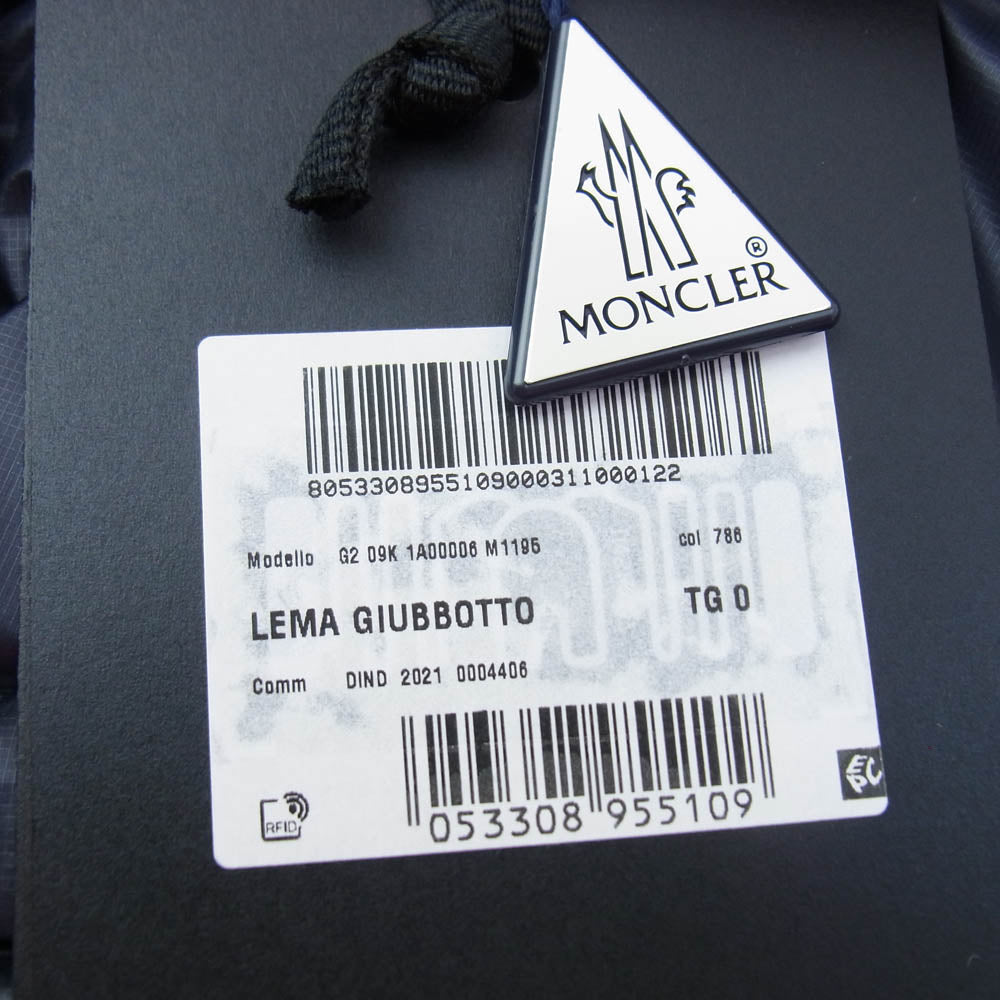 MONCLER ®
8053308955109000311000122
Modello G2 09K 1A00006 M1195 col 786
LEMA GIUBBOTTO TG 0
Comm DIND 2021 0004406
EPC
RFID
053308 955109